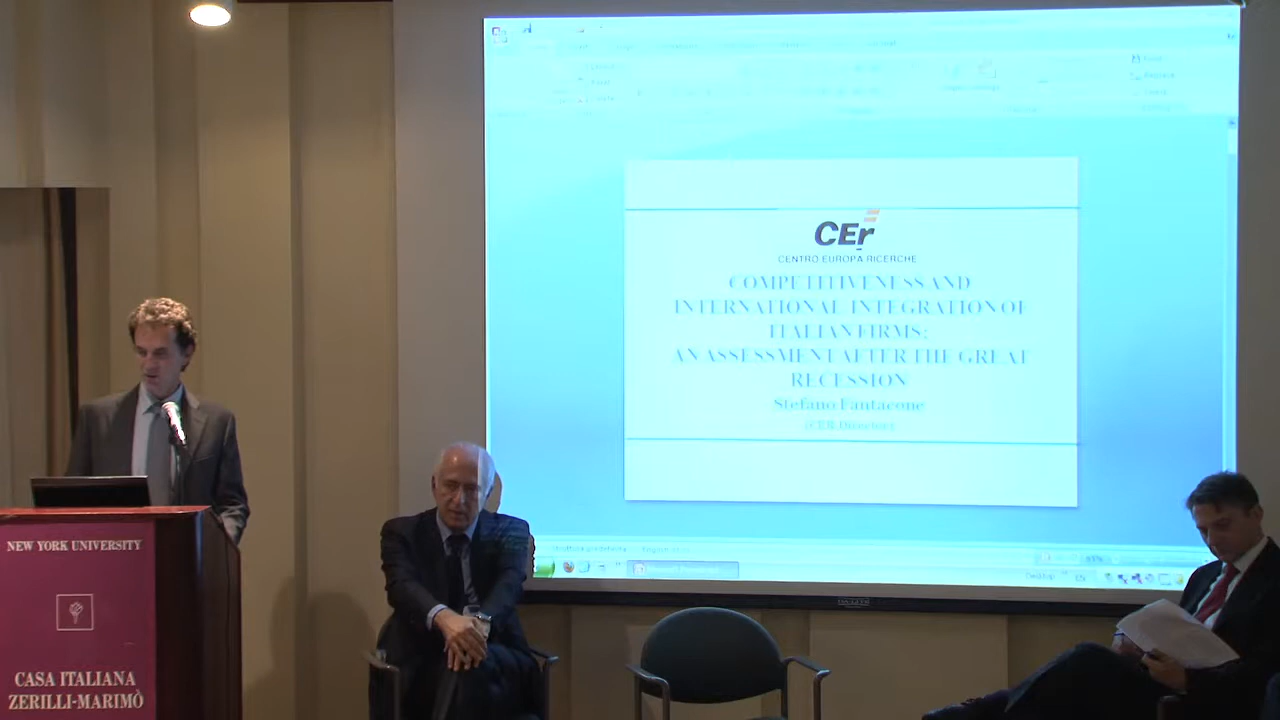 CEr
CENTRO EUROPA RICERCHE
COMPETITIVENESS AND
INTERNATIONAL INTEGRATION OF
ITALIAN FIRMS:
AN ASSESSMENT AFTER THE GREAT
RECESSION
Stefano Fantacone
Desktop
NEW YORK UNIVERSITY
CASA ITALIANA
ZERILLI-MARIMÒ